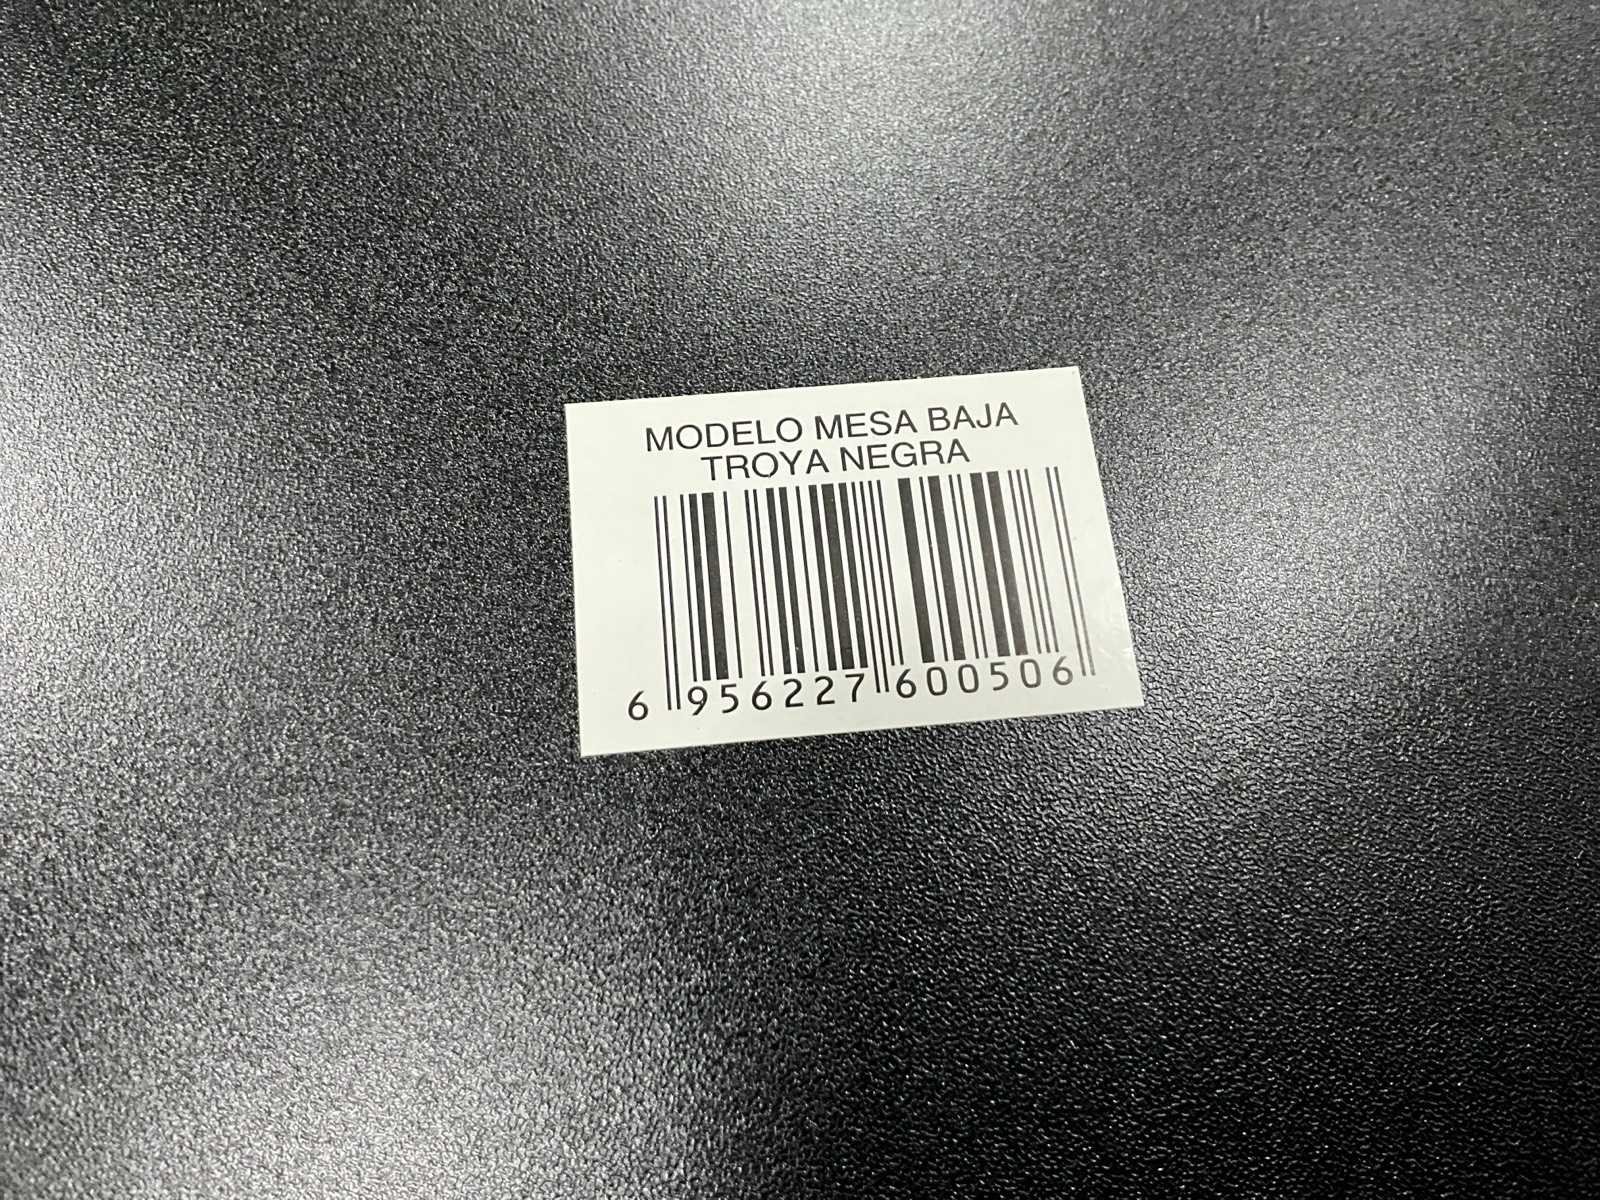 MODELO MESA BAJA
TROYA NEGRA
6 956227 600506